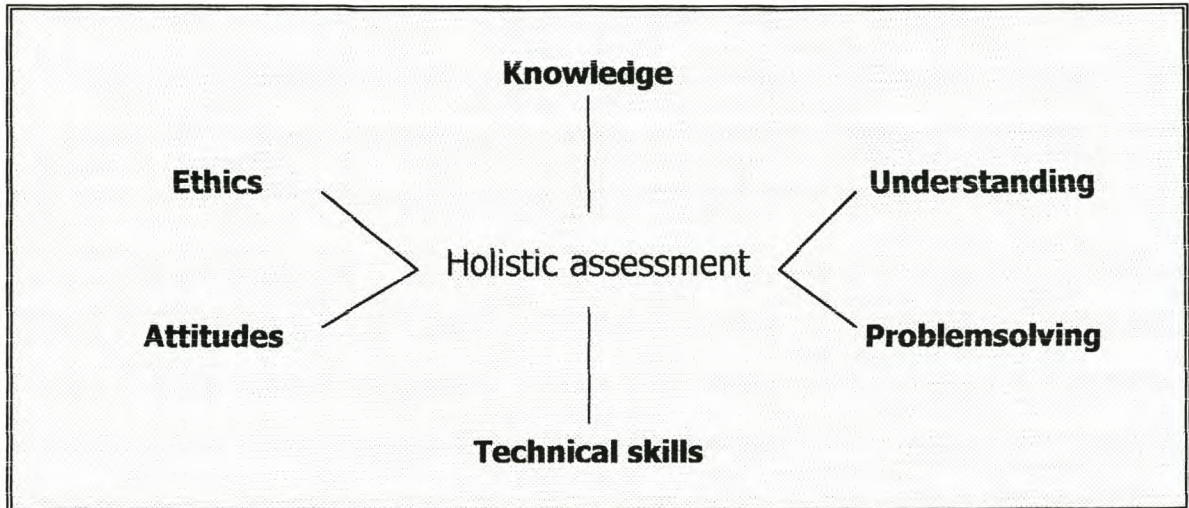 Knowledge
Ethics
Understanding
Holistic assessment
Attitudes
Problemsolving
Technical skills